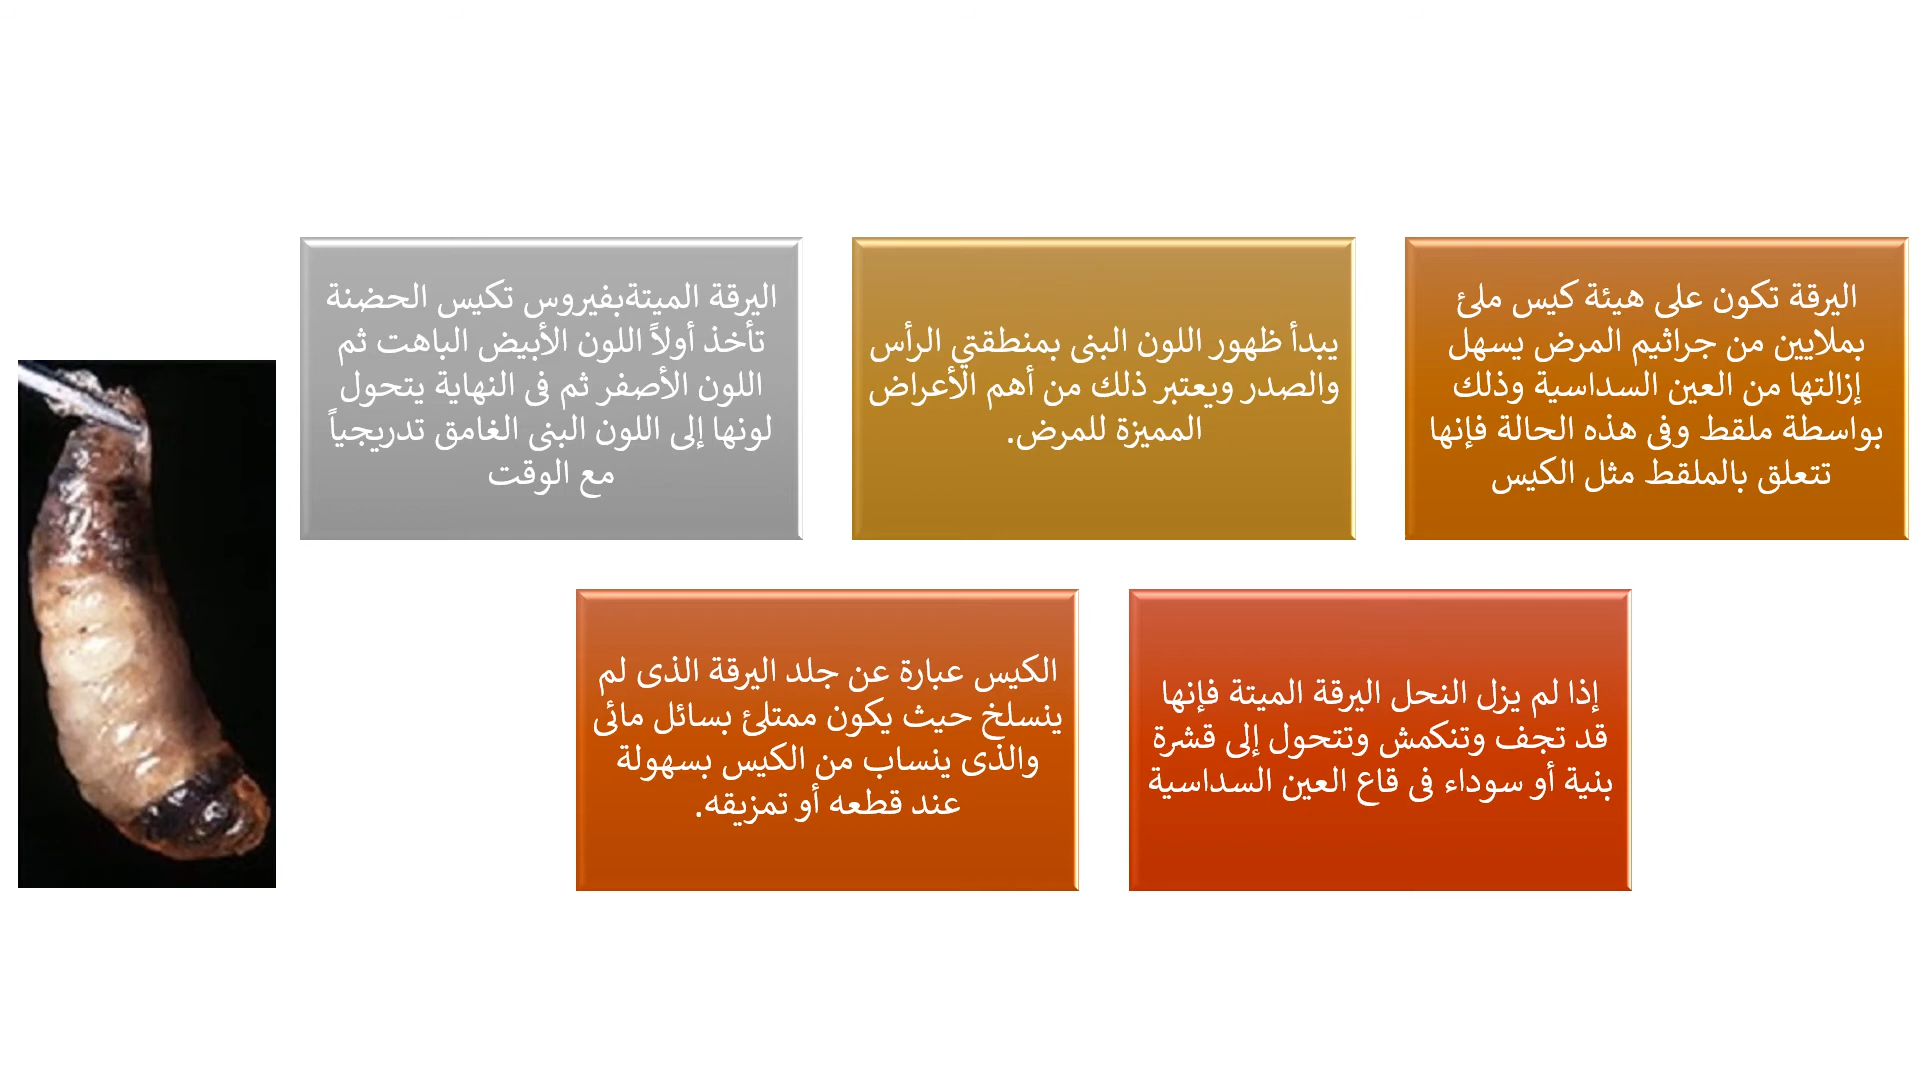 اليرقة الميتةبفيروس تكيس الحضنة
تأخذ أولاً اللون الأبيض الباهت ثم
اللون الأصفر ثم فى النهاية يتحول
لونها إلى اللون البنى الغامق تدريجياً
مع الوقت
يبدأ ظهور اللون البنى بمنطقتي الرأس
والصدر ويعتبر ذلك من أهم الأعراض
المميزة للمرض.
اليرقة تكون على هيئة كيس ملئ
بملايين من جراثيم المرض يسهل
إزالتها من العين السداسية وذلك
بواسطة ملقط وفى هذه الحالة فإنها
تتعلق بالملقط مثل الكيس
الكيس عبارة عن جلد اليرقة الذى لم
ينسلخ حيث يكون ممتلئ بسائل مائى
والذى ينساب من الكيس بسهولة
عند قطعه أو تمزيقه.
إذا لم يزل النحل اليرقة الميتة فإنها
قد تجف وتنكمش وتتحول إلى قشرة
بنية أو سوداء فى قاع العين السداسية